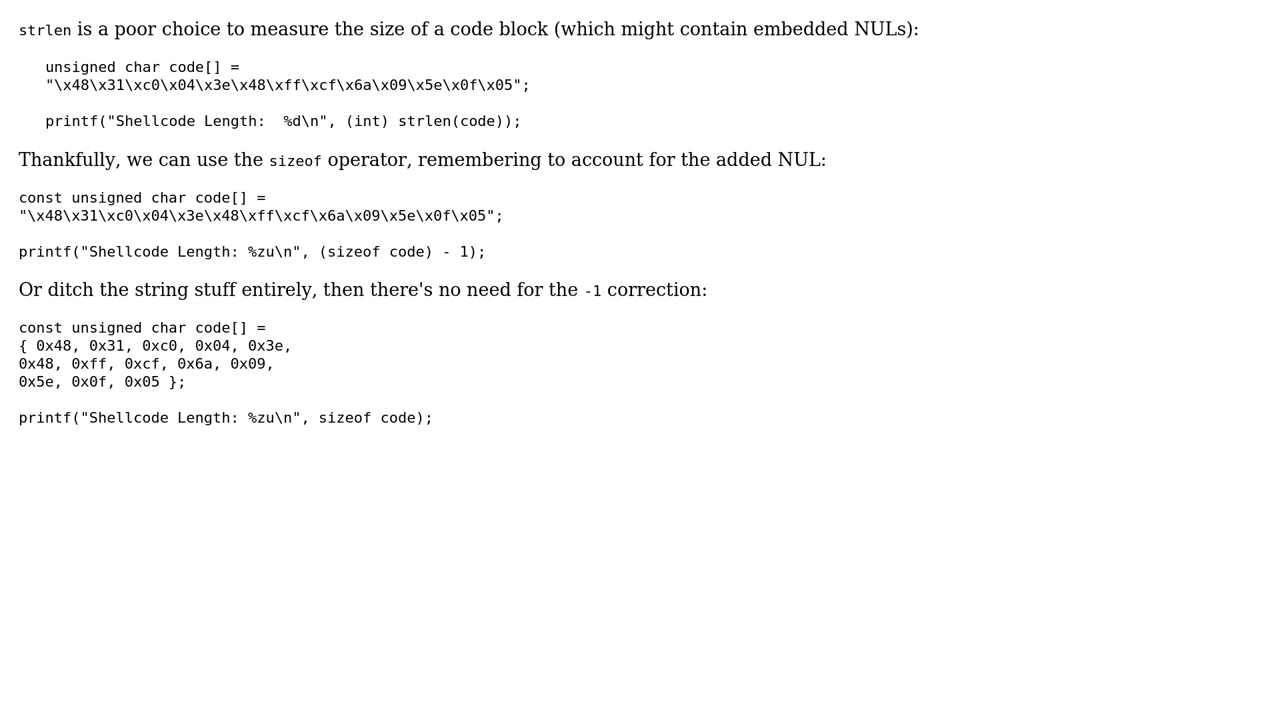 strlen is a poor choice to measure the size of a code block (which might contain embedded NULs):
unsigned char code[] =
"\x48\x31\xc0\x04\x3e\x48\xff\xcf\x6a\x09\x5e\x0f\x05";
printf("Shellcode Length:  %d\n", (int) strlen(code));
Thankfully, we can use the sizeof operator, remembering to account for the added NUL:
const unsigned char code[] =
"\x48\x31\xc0\x04\x3e\x48\xff\xcf\x6a\x09\x5e\x0f\x05";
printf("Shellcode Length: %zu\n", (sizeof code) - 1);
Or ditch the string stuff entirely, then there's no need for the -1 correction:
const unsigned char code[] =
{ 0x48, 0x31, 0xc0, 0x04, 0x3e,
0x48, 0xff, 0xcf, 0x6a, 0x09,
0x5e, 0x0f, 0x05 };
printf("Shellcode Length: %zu\n", sizeof code);